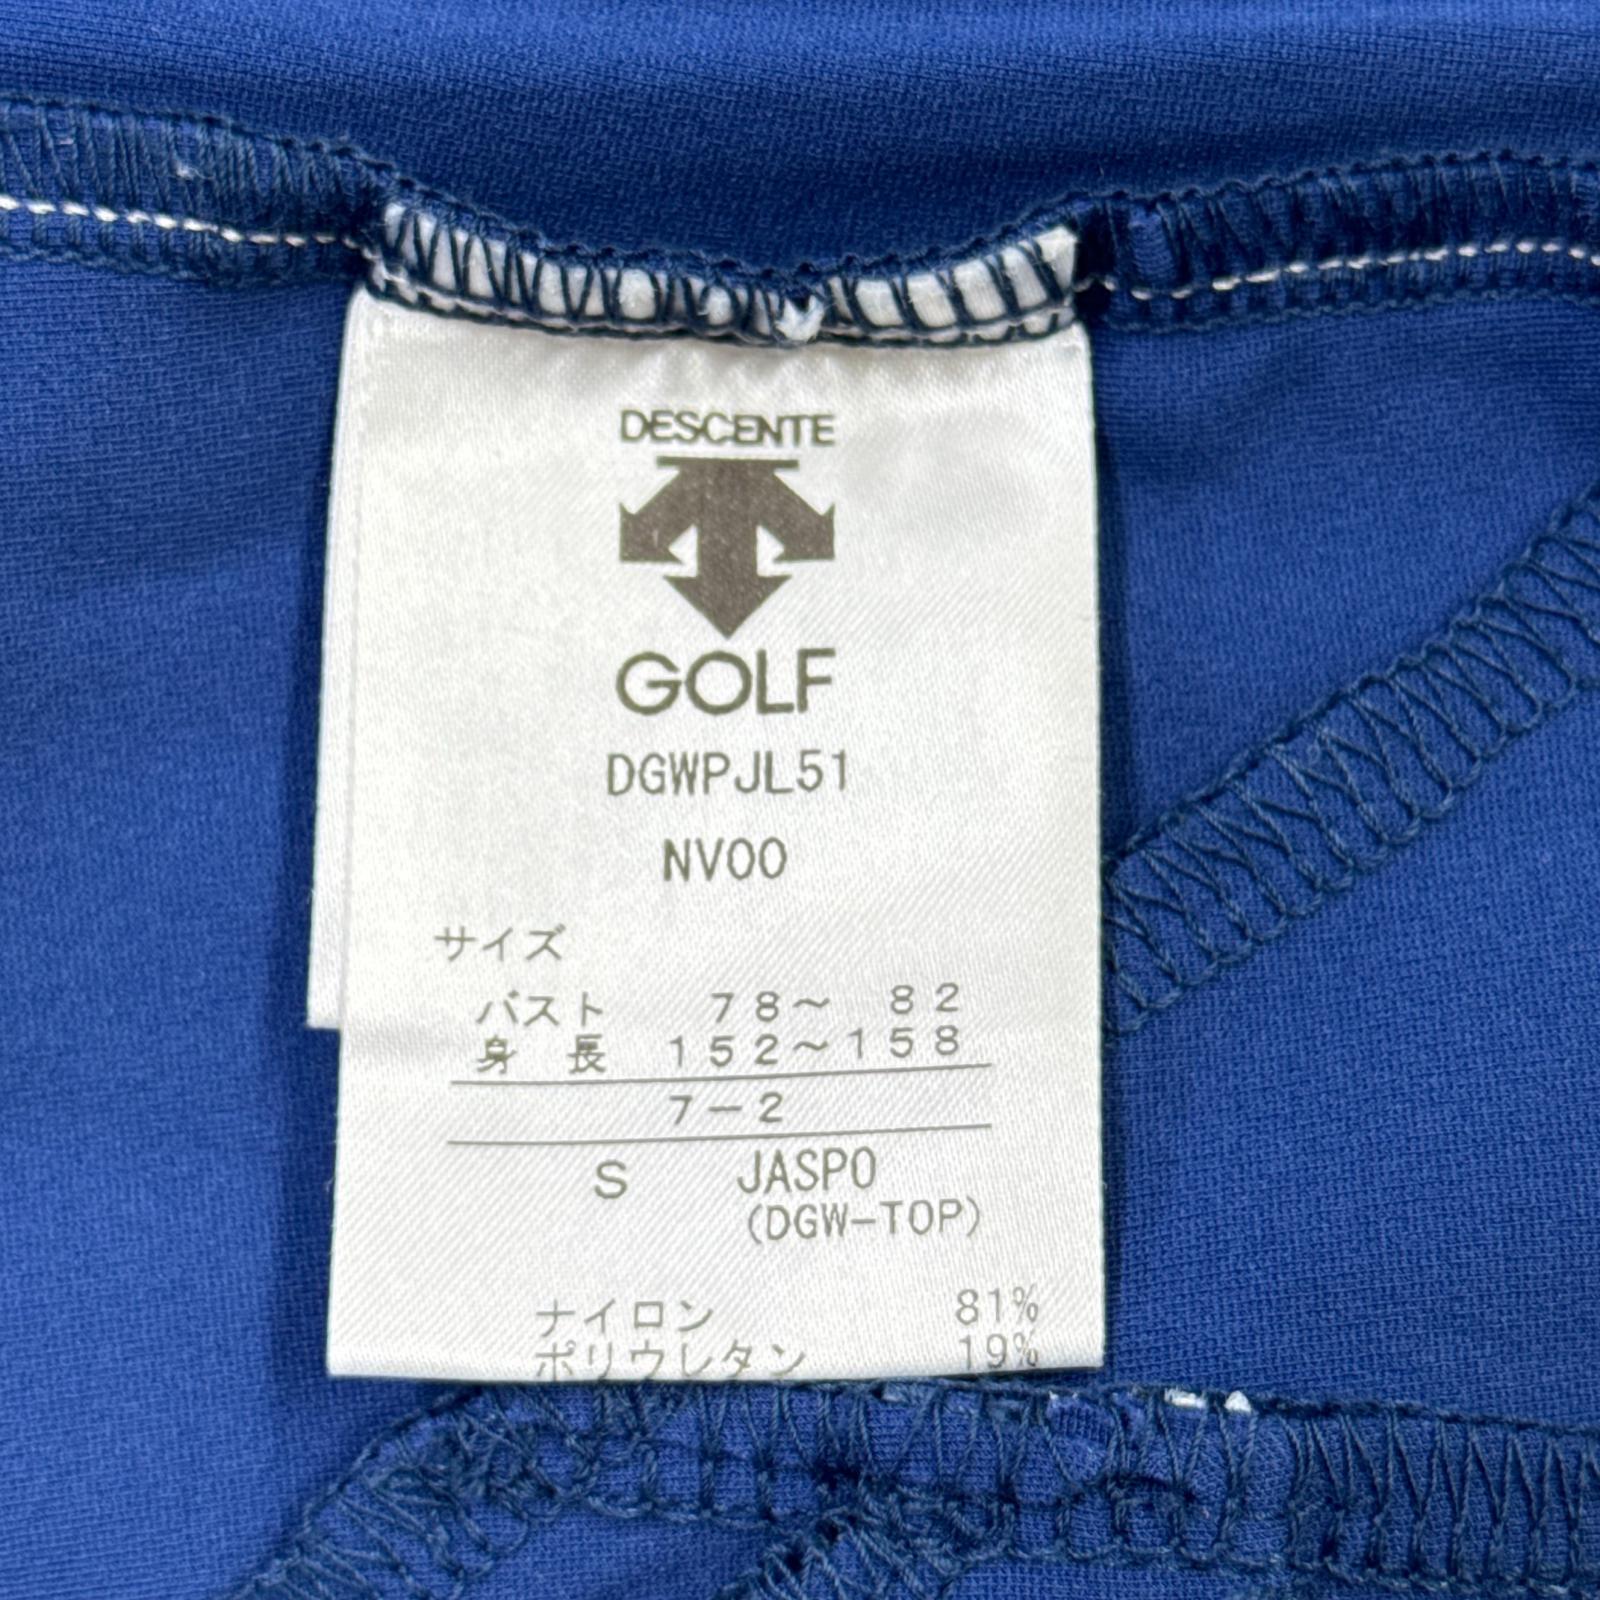 DESCENTE
GOLF
DGWPJL51
NV00
サイズ
バスト 78～ 82
身 長 152～158
7－2
S JASPO
(DGW-TOP)
ナイロン 81%
ポリウレタン 19%